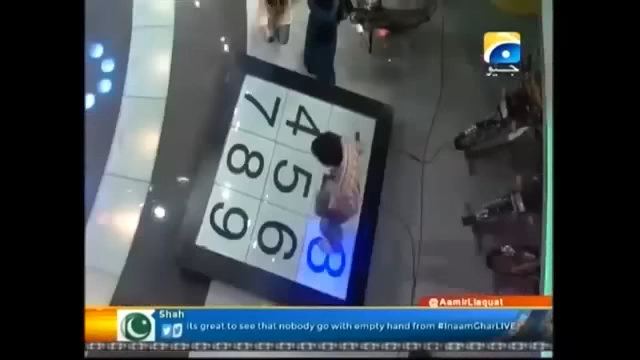 جیو
7 4
8 5
9 6 3
@AamirLiaquat
Shah
its great to see that nobody go with empty hand from #InaamGharLIVE